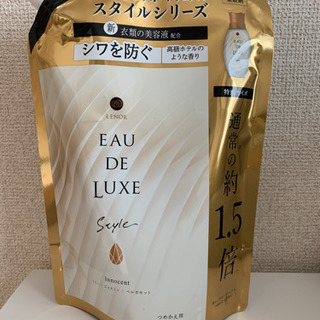 スタイルシリーズ
新 衣類の美容液 配合
シワを防ぐ
高級ホテルの
ような香り
LENOR
EAU
DE
LUXE
Style
Innocent
つめかえ用
通常の約
1.5
倍